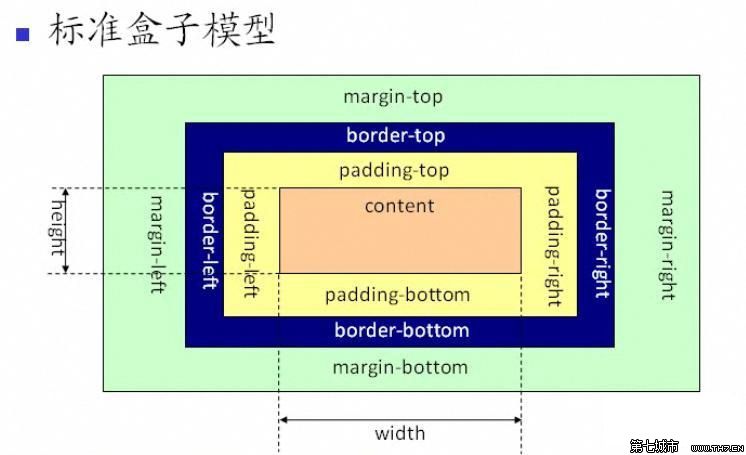 标准盒子模型
margin-top
border-top
padding-top
content
height
margin-left
border-left
padding-left
padding-right
border-right
margin-right
padding-bottom
border-bottom
margin-bottom
width
第七城市 WWW.TH7.CN